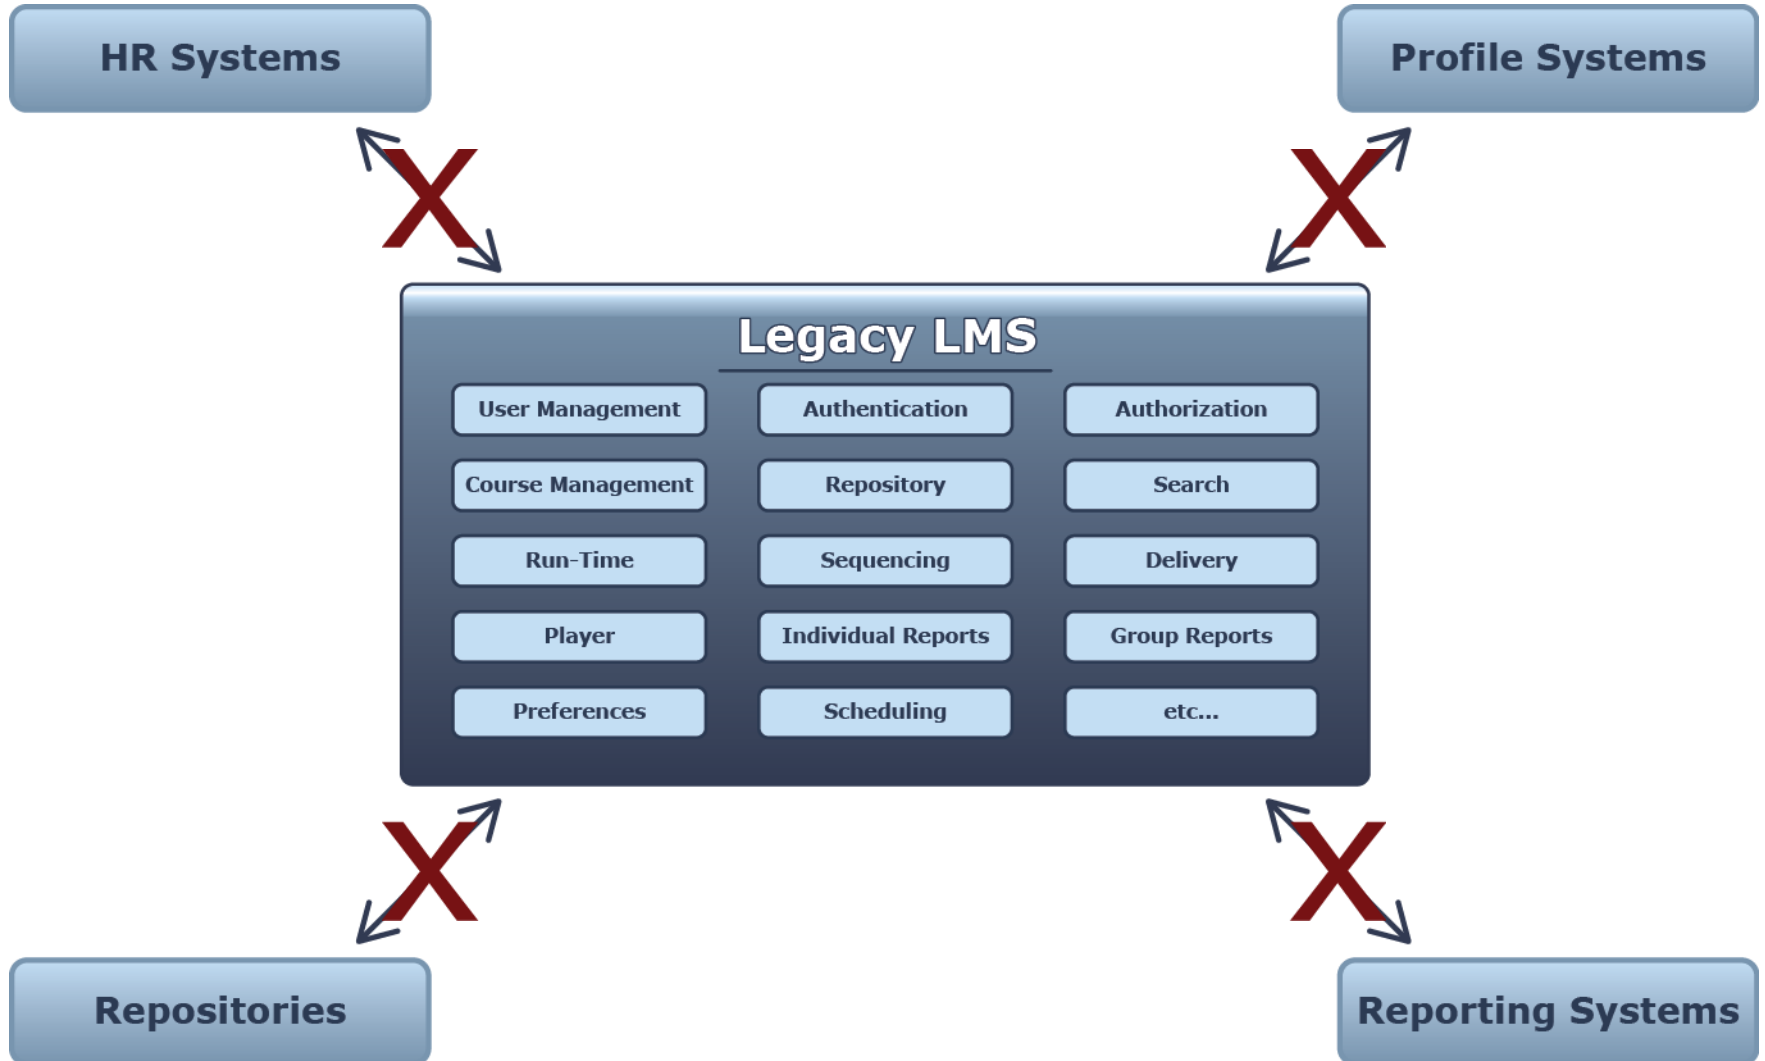 HR Systems
Profile Systems
X
X
Legacy LMS
User Management
Authentication
Authorization
Course Management
Repository
Search
Run-Time
Sequencing
Delivery
Player
Individual Reports
Group Reports
Preferences
Scheduling
etc...
X
X
Repositories
Reporting Systems